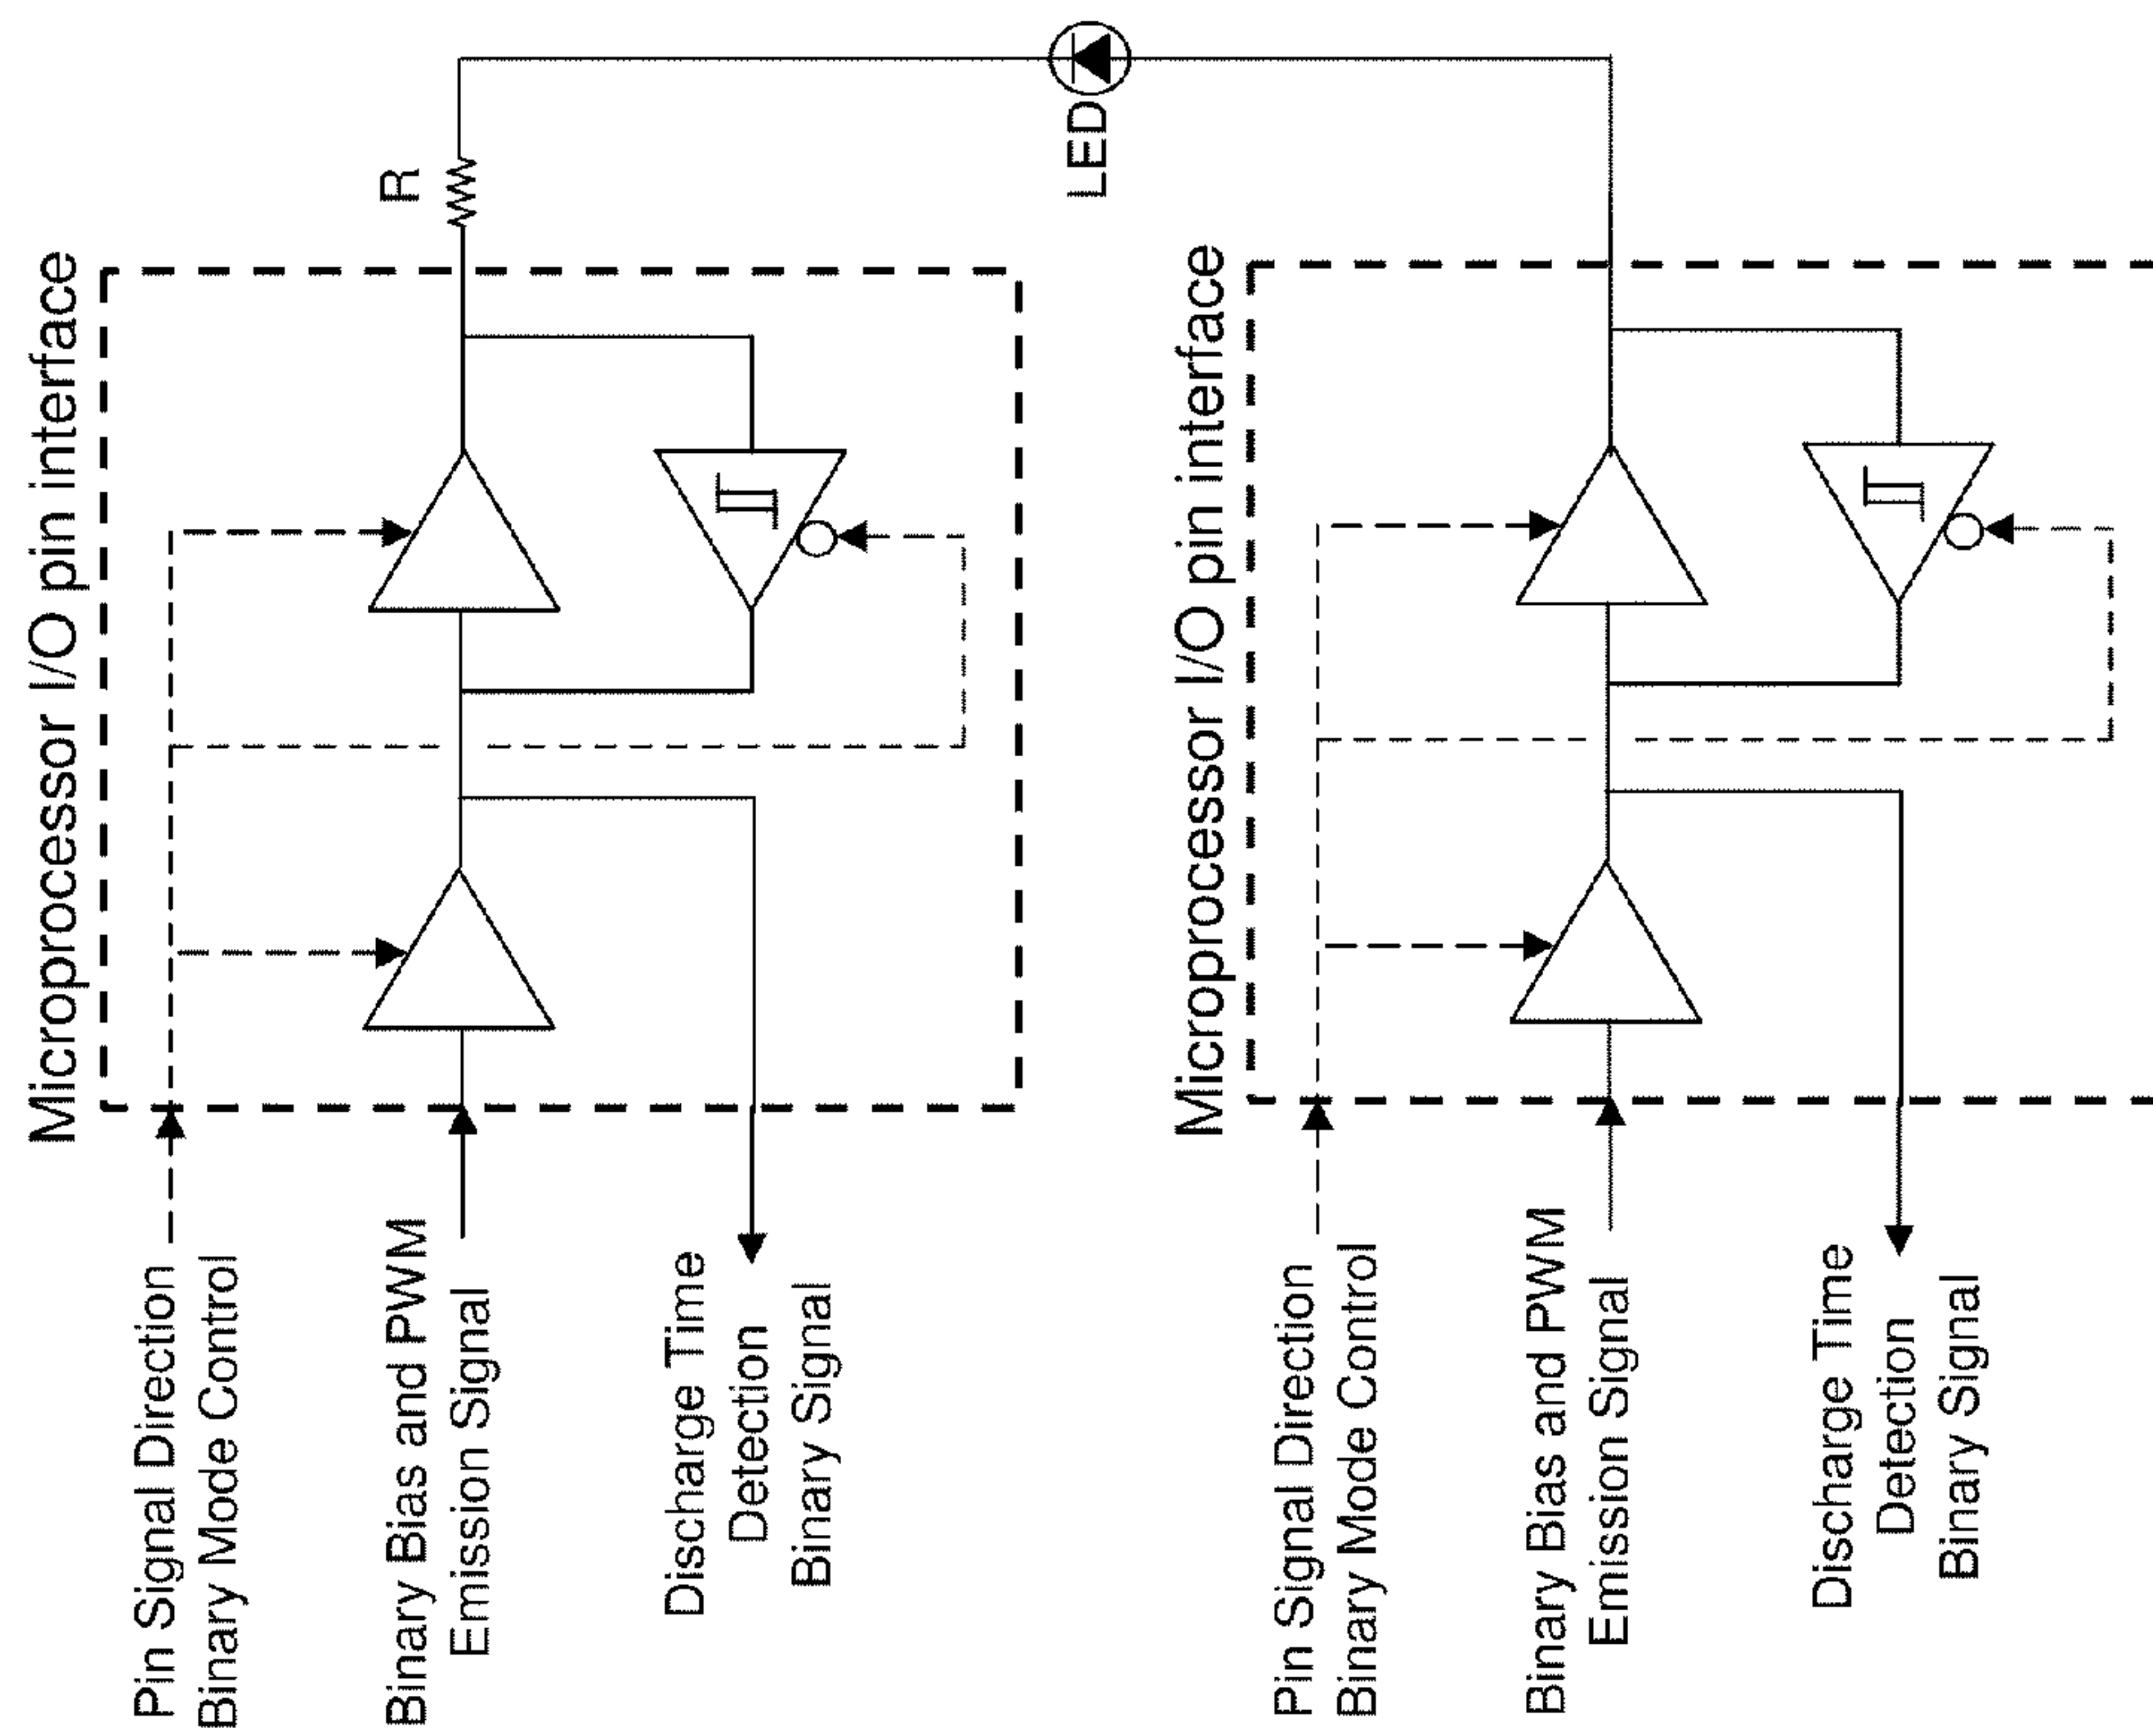 Microprocessor I/O pin interface
Pin Signal Direction
Binary Mode Control
Binary Bias and PWM
Emission Signal
Discharge Time
Detection
Binary Signal
R
LED
Microprocessor I/O pin interface
Pin Signal Direction
Binary Mode Control
Binary Bias and PWM
Emission Signal
Discharge Time
Detection
Binary Signal